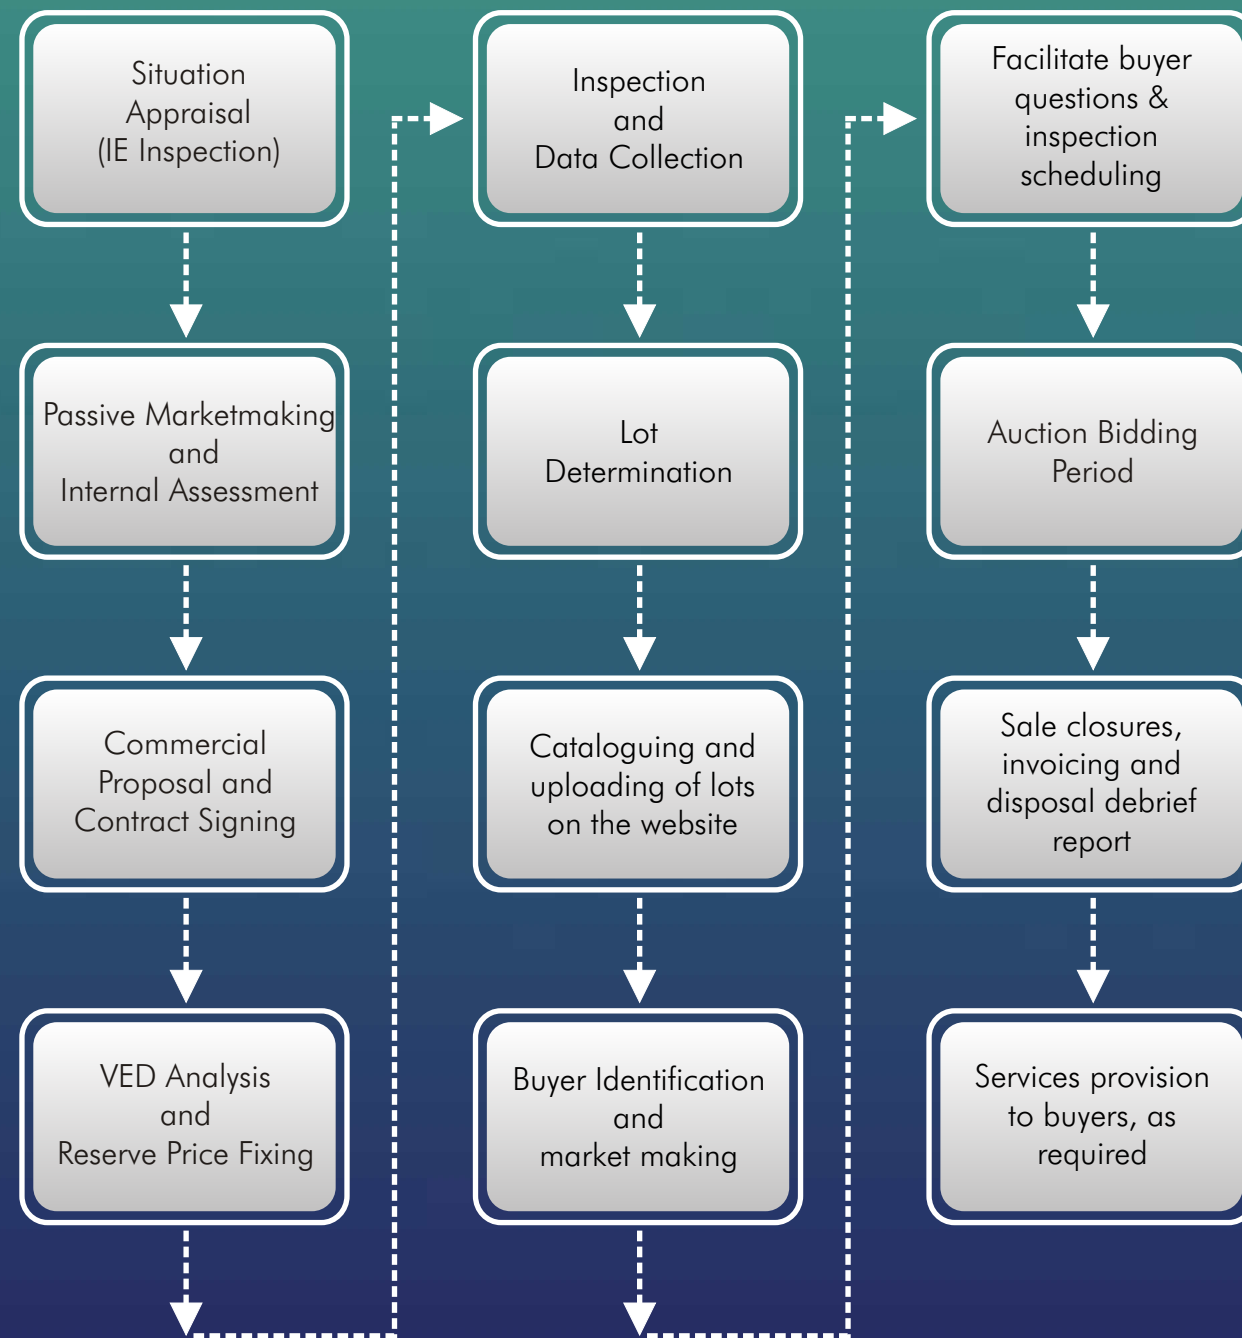 Situation
Appraisal
(IE Inspection)
Passive Marketmaking
and
Internal Assessment
Commercial
Proposal and
Contract Signing
VED Analysis
and
Reserve Price Fixing
Inspection
and
Data Collection
Lot
Determination
Cataloguing and
uploading of lots
on the website
Buyer Identification
and
market making
Facilitate buyer
questions &
inspection
scheduling
Auction Bidding
Period
Sale closures,
invoicing and
disposal debrief
report
Services provision
to buyers, as
required